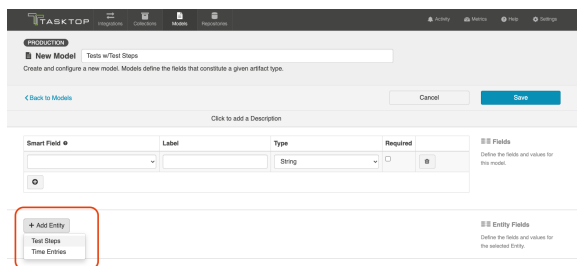 TASKTOP
Integrations
Collections
Models
Repositories
Activity
Metrics
Help
Settings
PRODUCTION
New Model
Tests w/Test Steps
Create and configure a new model. Models define the fields that constitute a given artifact type.
Back to Models
Cancel
Save
Click to add a Description
Smart Field
Label
Type
Required
String
Fields
Define the fields and values for
this model.
+ Add Entity
Test Steps
Time Entries
Entity Fields
Define the fields and values for
the selected Entity.